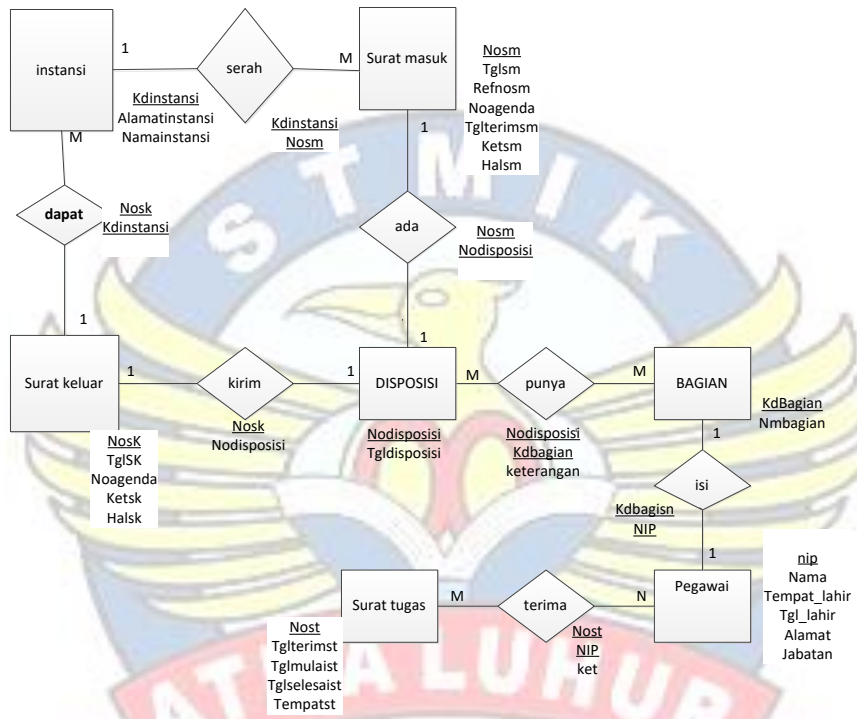 instansi
1
serah
M
Surat masuk
Nosm
Tglsm
Refnosm
Noagenda
Tglterimsm
Ketsm
Halsm
Kdinstansi
Alamatinstansi
Namainstansi
Kdinstansi
Nosm
M
1
dapat
Nosk
Kdinstansi
ada
Nosm
Nodisposisi
1
1
Surat keluar
1
kirim
1
DISPOSISI
M
punya
M
BAGIAN
KdBagian
Nmbagian
Nosk
Nodisposisi
Nodisposisi
Tgldisposisi
Nodisposisi
Kdbagian
keterangan
1
NosK
TglSK
Noagenda
Ketsk
Halsk
isi
Kdbagisn
NIP
1
Surat tugas
M
terima
N
Pegawai
nip
Nama
Tempat_lahir
Tgl_lahir
Alamat
Jabatan
Nost
Tglterimst
Tglmulaist
Tglselesaist
Tempatst
Nost
NIP
ket
STMIK
ATMA LUHUR